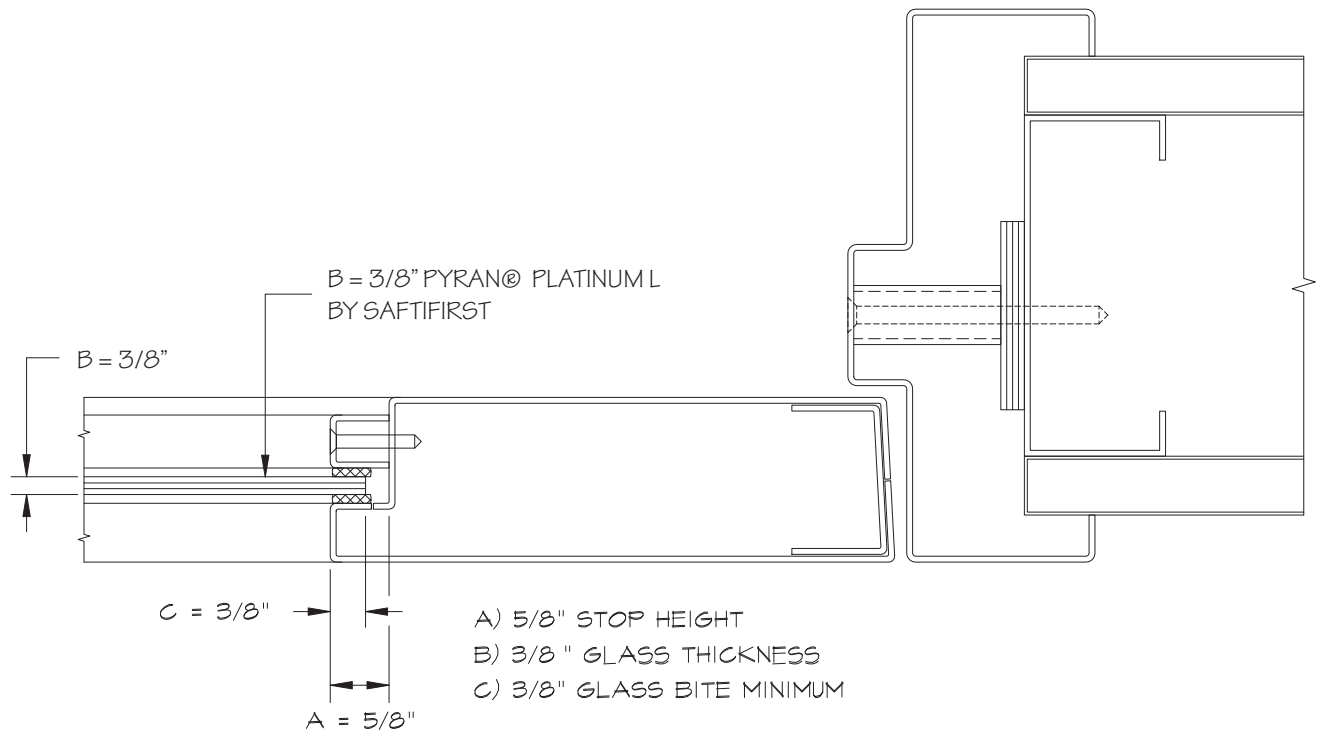 B = 3/8” PYRAN® PLATINUM L
BY SAFTIFIRST
B = 3/8”
C = 3/8"
A) 5/8" STOP HEIGHT
B) 3/8 " GLASS THICKNESS
C) 3/8" GLASS BITE MINIMUM
A = 5/8"